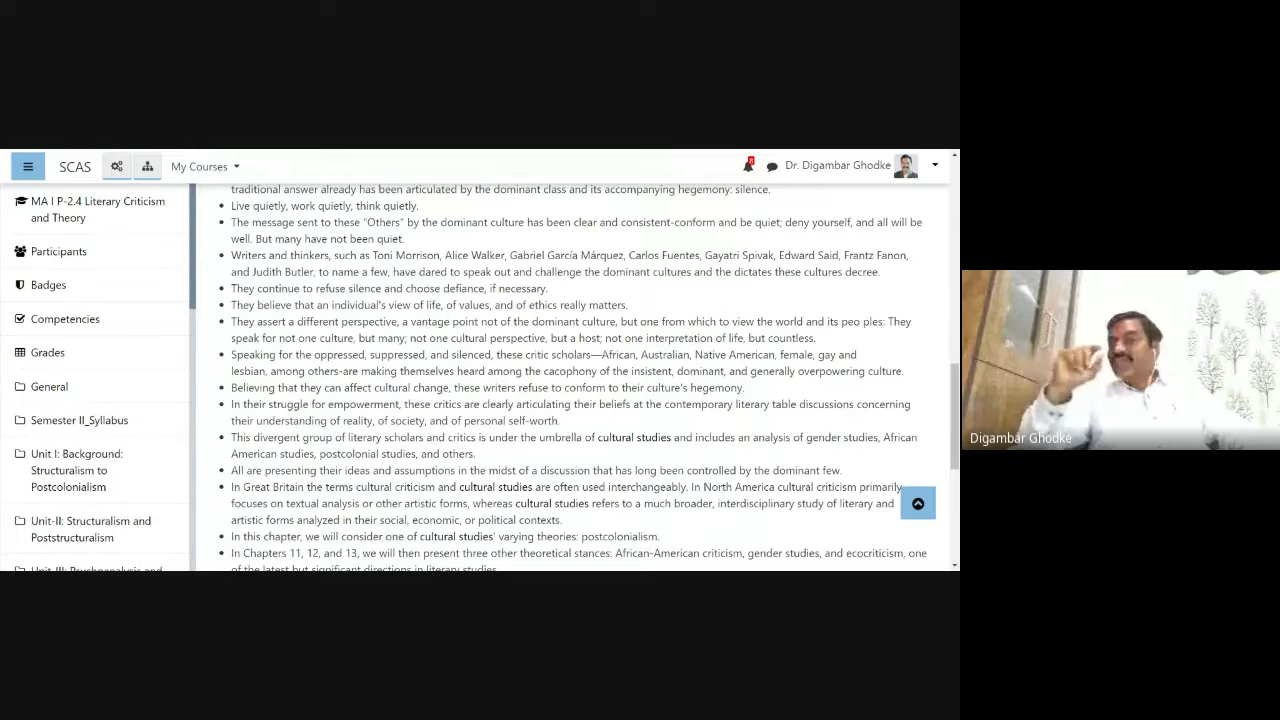 SCAS
My Courses
6
Dr. Digambar Ghodke
MA I P-2.4 Literary Criticism
and Theory
Participants
Badges
Competencies
Grades
General
Semester II_Syllabus
Unit I: Background:
Structuralism to
Postcolonialism
Unit-II: Structuralism and
Poststructuralism
Unit-III: Psychoanalysis and
traditional answer already has been articulated by the dominant class and its accompanying hegemony: silence.
Live quietly, work quietly, think quietly.
The message sent to these "Others" by the dominant culture has been clear and consistent-conform and be quiet; deny yourself, and all will be
well. But many have not been quiet.
Writers and thinkers, such as Toni Morrison, Alice Walker, Gabriel García Márquez, Carlos Fuentes, Gayatri Spivak, Edward Said, Frantz Fanon,
and Judith Butler, to name a few, have dared to speak out and challenge the dominant cultures and the dictates these cultures decree.
They continue to refuse silence and choose defiance, if necessary.
They believe that an individual's view of life, of values, and of ethics really matters.
They assert a different perspective, a vantage point not of the dominant culture, but one from which to view the world and its peo ples: They
speak for not one culture, but many; not one cultural perspective, but a host; not one interpretation of life, but countless.
Speaking for the oppressed, suppressed, and silenced, these critic scholars—African, Australian, Native American, female, gay and
lesbian, among others-are making themselves heard among the cacophony of the insistent, dominant, and generally overpowering culture.
Believing that they can affect cultural change, these writers refuse to conform to their culture's hegemony.
In their struggle for empowerment, these critics are clearly articulating their beliefs at the contemporary literary table discussions concerning
their understanding of reality, of society, and of personal self-worth.
This divergent group of literary scholars and critics is under the umbrella of cultural studies and includes an analysis of gender studies, African
American studies, postcolonial studies, and others.
All are presenting their ideas and assumptions in the midst of a discussion that has long been controlled by the dominant few.
In Great Britain the terms cultural criticism and cultural studies are often used interchangeably. In North America cultural criticism primarily
focuses on textual analysis or other artistic forms, whereas cultural studies refers to a much broader, interdisciplinary study of literary and
artistic forms analyzed in their social, economic, or political contexts.
In this chapter, we will consider one of cultural studies' varying theories: postcolonialism.
In Chapters 11, 12, and 13, we will then present three other theoretical stances: African-American criticism, gender studies, and ecocriticism, one
of the latest but significant directions in literary studies.
Digambar Ghodke